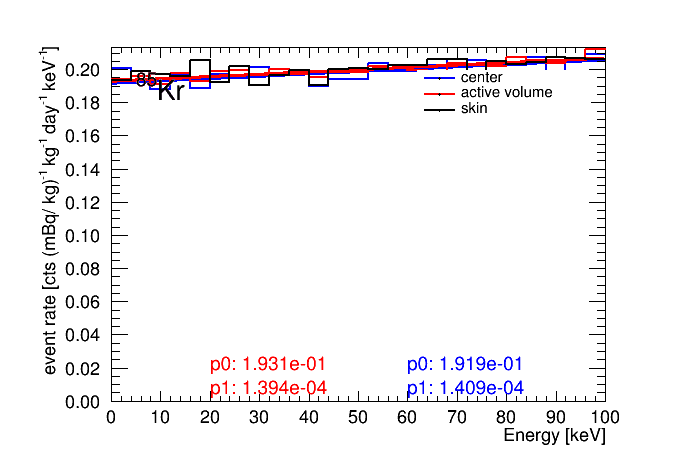 event rate [cts (mBq/ kg)⁻¹ kg⁻¹ day⁻¹ keV⁻¹]
0.20
0.18
0.16
0.14
0.12
0.10
0.08
0.06
0.04
0.02
0.00
⁸⁵Kr
center
active volume
skin
p0: 1.931e-01
p1: 1.394e-04
p0: 1.919e-01
p1: 1.409e-04
0 10 20 30 40 50 60 70 80 90 100
Energy [keV]